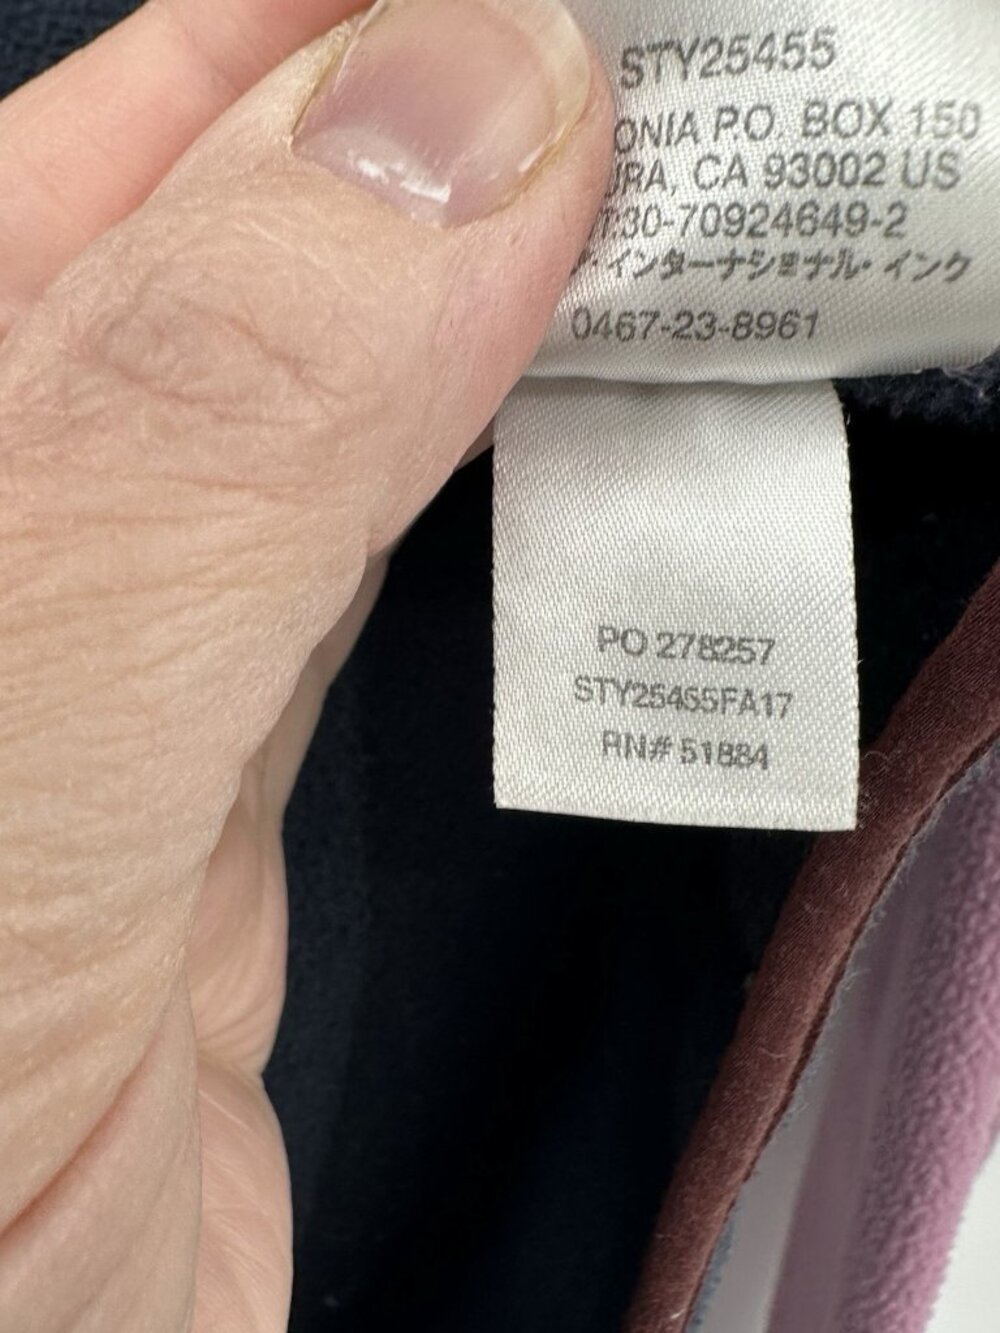 STY25455
ONIA P.O. BOX 150
URA, CA 93002 US
T:30-70924649-2
インターナショナル・インク
0467-23-8961
PO 278257
STY25455FA17
RN# 51884